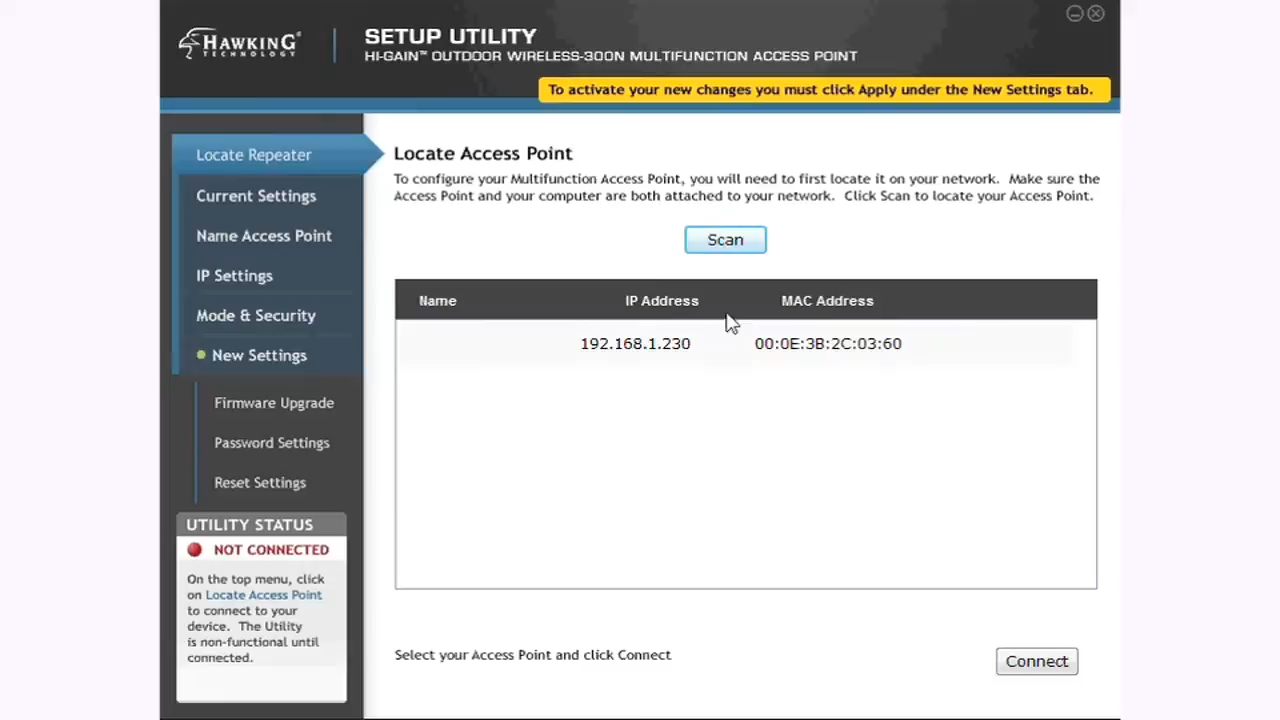 HAWKING
TECHNOLOGY
SETUP UTILITY
HI-GAIN™ OUTDOOR WIRELESS-300N MULTIFUNCTION ACCESS POINT
To activate your new changes you must click Apply under the New Settings tab.
Locate Repeater
Current Settings
Name Access Point
IP Settings
Mode & Security
New Settings
Firmware Upgrade
Password Settings
Reset Settings
UTILITY STATUS
NOT CONNECTED
On the top menu, click
on Locate Access Point
to connect to your
device. The Utility
is non-functional until
connected.
Locate Access Point
To configure your Multifunction Access Point, you will need to first locate it on your network. Make sure the
Access Point and your computer are both attached to your network. Click Scan to locate your Access Point.
Scan
Name IP Address MAC Address
192.168.1.230 00:0E:3B:2C:03:60
Select your Access Point and click Connect
Connect